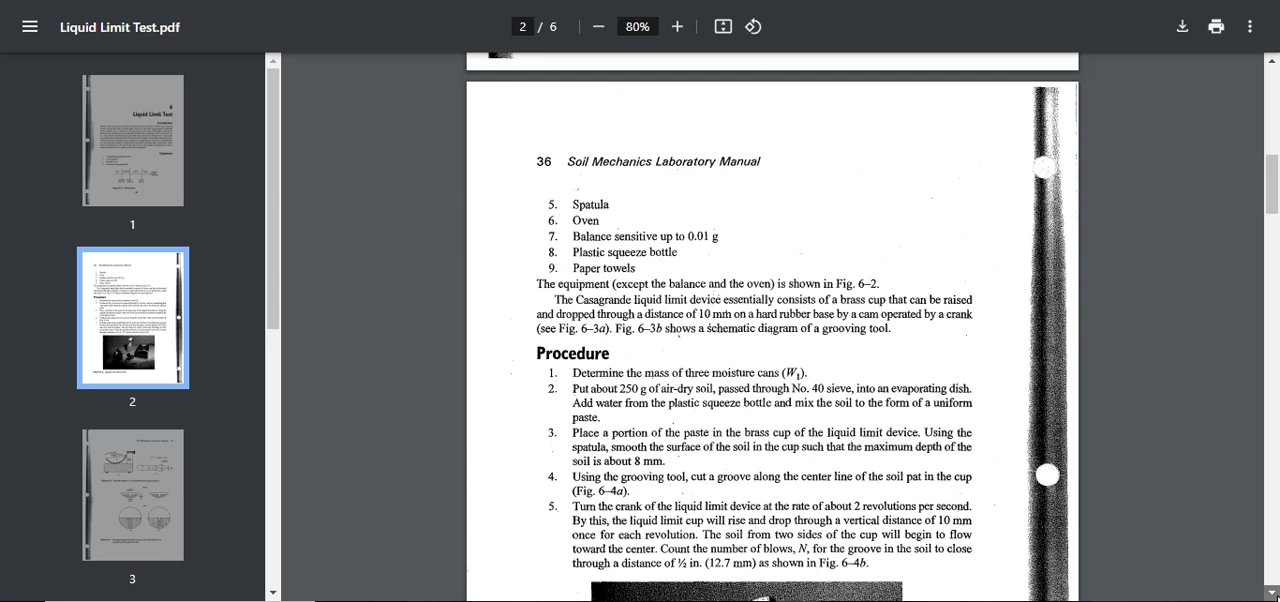 Liquid Limit Test.pdf
2 / 6
80%
1
2
3
36 Soil Mechanics Laboratory Manual
5. Spatula
6. Oven
7. Balance sensitive up to 0.01 g
8. Plastic squeeze bottle
9. Paper towels
The equipment (except the balance and the oven) is shown in Fig. 6–2.
The Casagrande liquid limit device essentially consists of a brass cup that can be raised
and dropped through a distance of 10 mm on a hard rubber base by a cam operated by a crank
(see Fig. 6–3a). Fig. 6–3b shows a schematic diagram of a grooving tool.
Procedure
1. Determine the mass of three moisture cans (W₁).
2. Put about 250 g of air-dry soil, passed through No. 40 sieve, into an evaporating dish.
Add water from the plastic squeeze bottle and mix the soil to the form of a uniform
paste.
3. Place a portion of the paste in the brass cup of the liquid limit device. Using the
spatula, smooth the surface of the soil in the cup such that the maximum depth of the
soil is about 8 mm.
4. Using the grooving tool, cut a groove along the center line of the soil pat in the cup
(Fig. 6–4a).
5. Turn the crank of the liquid limit device at the rate of about 2 revolutions per second.
By this, the liquid limit cup will rise and drop through a vertical distance of 10 mm
once for each revolution. The soil from two sides of the cup will begin to flow
toward the center. Count the number of blows, N, for the groove in the soil to close
through a distance of ½ in. (12.7 mm) as shown in Fig. 6–4b.
6
Liquid Limit Test
Introduction
Equipment
Procedure